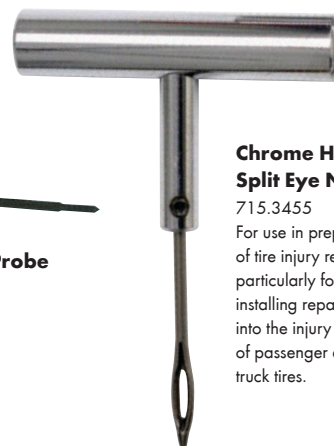 Chrome H
Split Eye N
715.3455
For use in prep
of tire injury re
particularly fo
installing repa
into the injury
of passenger o
truck tires.
Probe